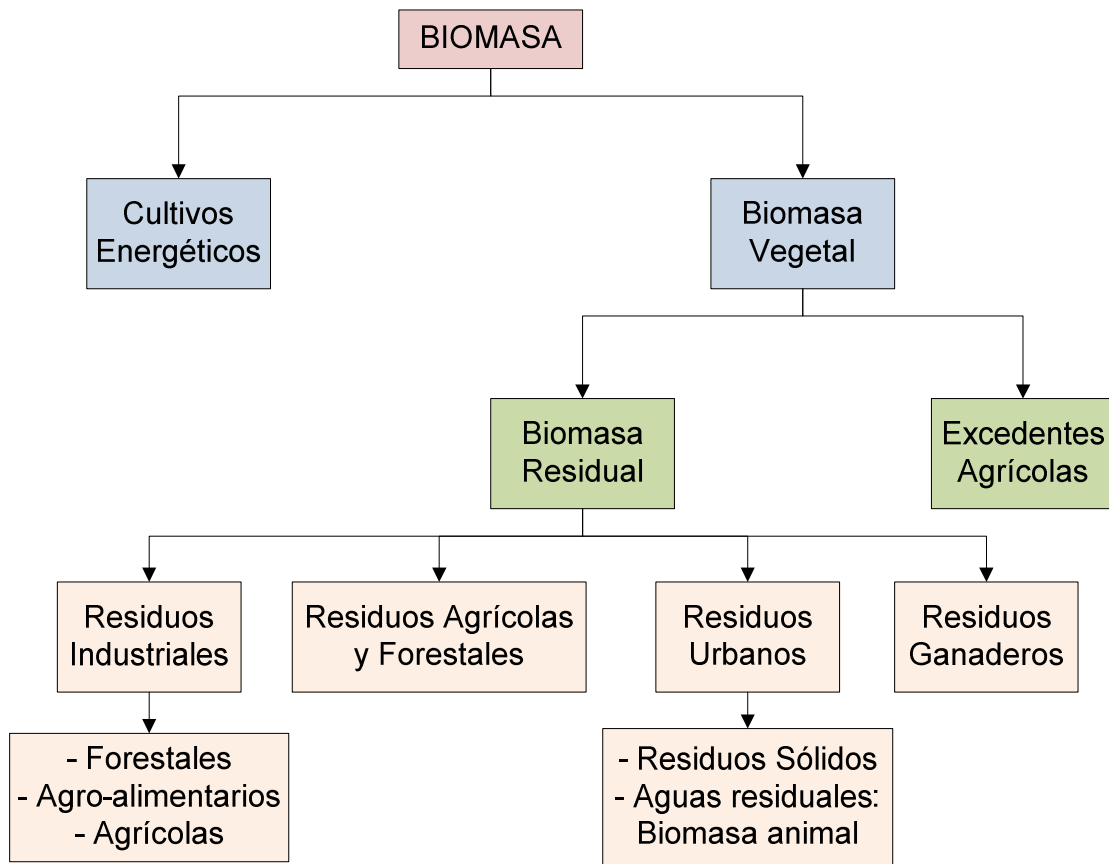 BIOMASA
Cultivos
Energéticos
Biomasa
Vegetal
Biomasa
Residual
Excedentes
Agrícolas
Residuos
Industriales
Residuos Agrícolas
y Forestales
Residuos
Urbanos
Residuos
Ganaderos
- Forestales
- Agro-alimentarios
- Agrícolas
- Residuos Sólidos
- Aguas residuales:
Biomasa animal